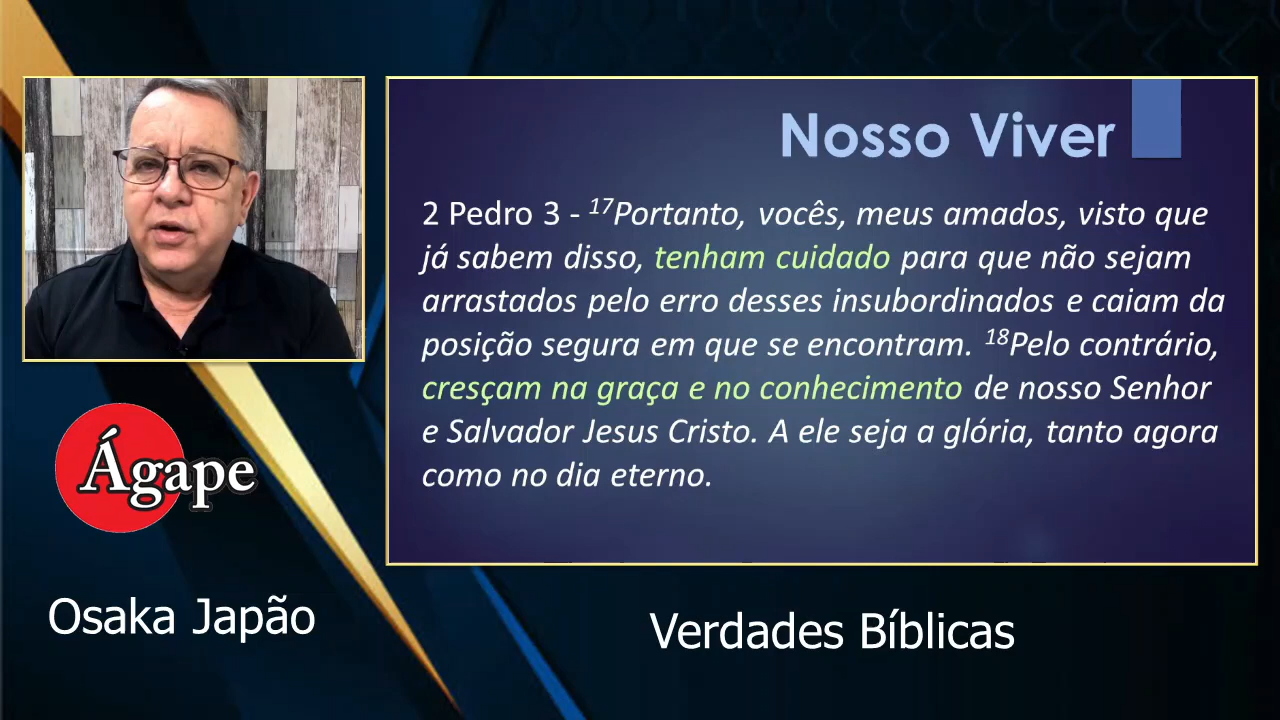 Nosso Viver
2 Pedro 3 - ¹⁷Portanto, vocês, meus amados, visto que
já sabem disso, tenham cuidado para que não sejam
arrastados pelo erro desses insubordinados e caiam da
posição segura em que se encontram. ¹⁸Pelo contrário,
cresçam na graça e no conhecimento de nosso Senhor
e Salvador Jesus Cristo. A ele seja a glória, tanto agora
como no dia eterno.
Ágape
Osaka Japão
Verdades Bíblicas